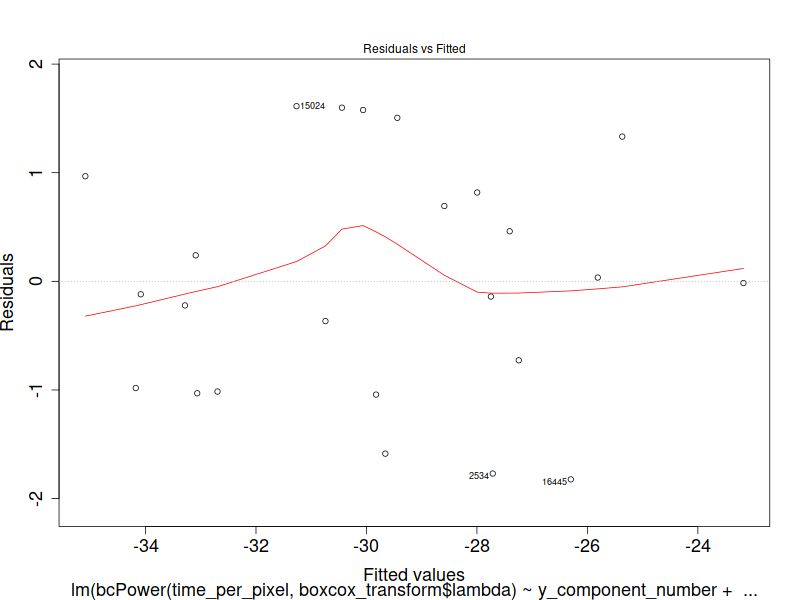 Residuals vs Fitted
2
1
0
-1
-2
Residuals
15024
2534
16445
-34 -32 -30 -28 -26 -24
Fitted values
lm(bcPower(time_per_pixel, boxcox_transform$lambda) ~ y_component_number + ...